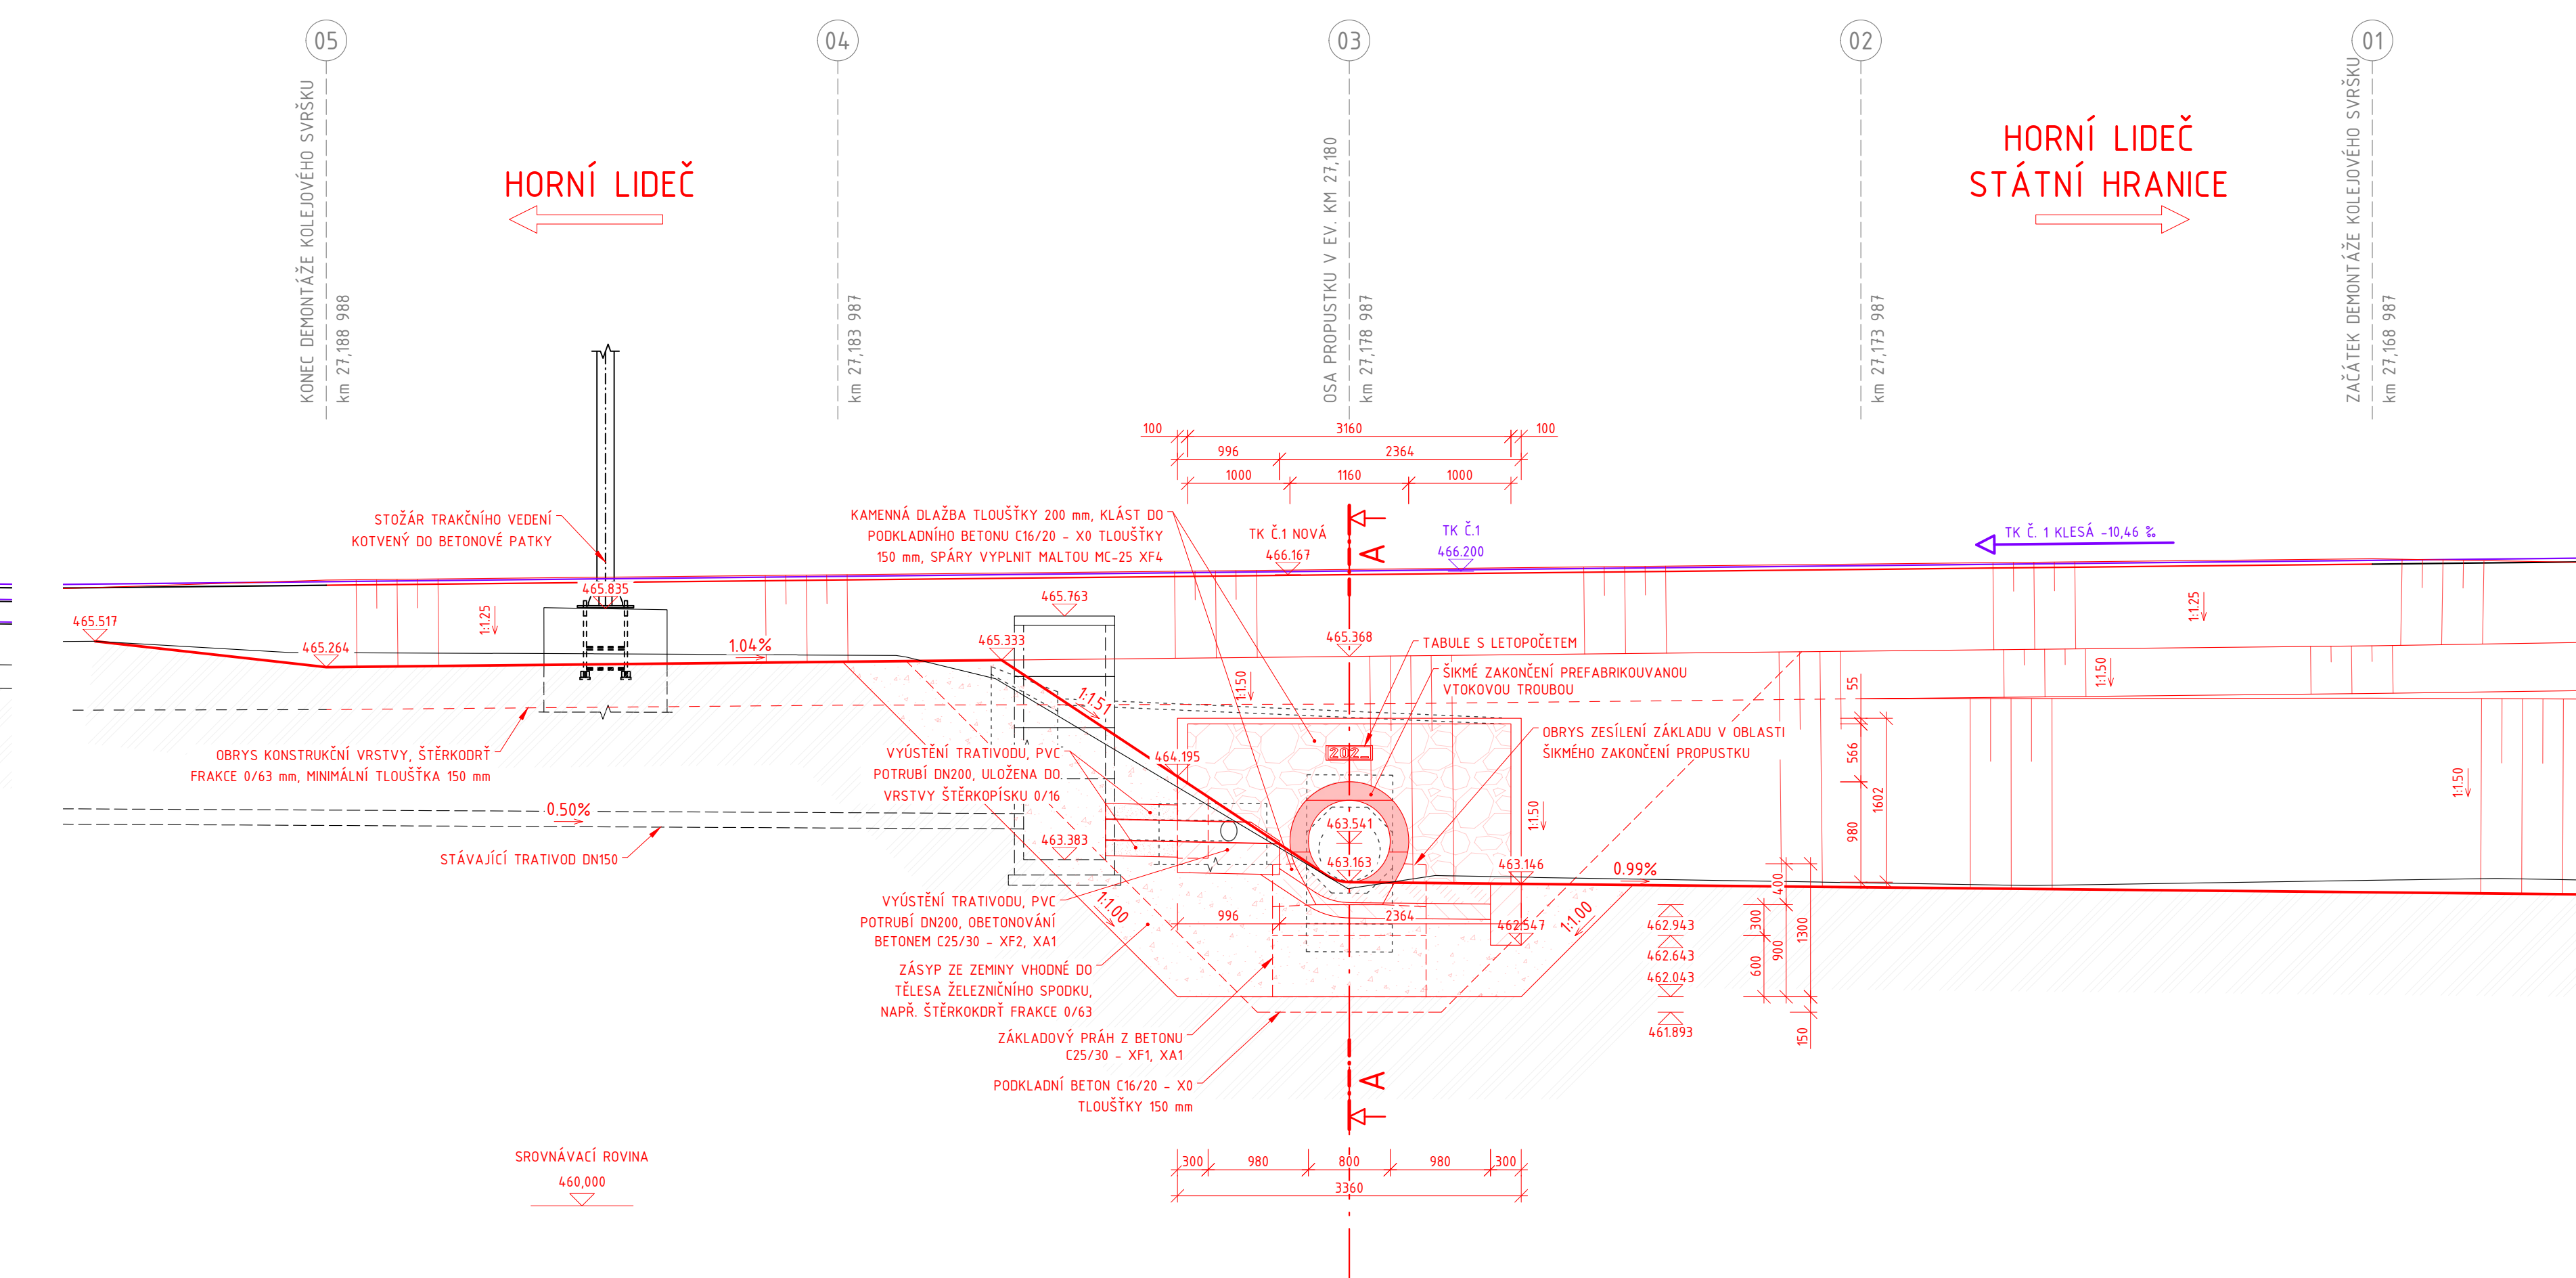 05
04
03
02
01
KONEC DEMONTÁŽE KOLEJOVÉHO SVRŠKU
km 27,188 988
km 27,183 987
OSA PROPUSTKU V EV. KM 27,180
km 27,178 987
km 27,173 987
ZAČÁTEK DEMONTÁŽE KOLEJOVÉHO SVRŠKU
km 27,168 987
HORNÍ LIDEČ
HORNÍ LIDEČ
STÁTNÍ HRANICE
100
3160
100
996
2364
1000
1160
1000
STOŽÁR TRAKČNÍHO VEDENÍ
KOTVENÝ DO BETONOVÉ PATKY
KAMENNÁ DLAŽBA TLOUŠŤKY 200 mm, KLÁST DO
PODKLADNÍHO BETONU C16/20 - X0 TLOUŠŤKY
150 mm, SPÁRY VYPLNIT MALTOU MC-25 XF4
TK Č.1 NOVÁ
466.167
A
TK Č.1
466.200
TK Č. 1 KLESÁ -10,46 ‰
465.835
465.763
465.517
1:1.25
1:1.25
465.264
1.04%
465.333
465.368
TABULE S LETOPOČTEM
ŠIKMÉ ZAKONČENÍ PREFABRIKOUVANOU
VTOKOVOU TROUBOU
1:1.50
1:1.51
1:1.50
55
OBRYS ZESÍLENÍ ZÁKLADU V OBLASTI
ŠIKMÉHO ZAKONČENÍ PROPUSTKU
OBRYS KONSTRUKČNÍ VRSTVY, ŠTĚRKODRŤ
FRAKCE 0/63 mm, MINIMÁLNÍ TLOUŠTKA 150 mm
VYÚSTĚNÍ TRATIVODU, PVC
POTRUBÍ DN200, ULOŽENA DO
VRSTVY ŠTĚRKOPÍSKU 0/16
464.195
202_
566
1602
980
1:1.50
1:1.50
0.50%
463.541
463.383
463.163
463.146
0.99%
STÁVAJÍCÍ TRATIVOD DN150
VYÚSTĚNÍ TRATIVODU, PVC
POTRUBÍ DN200, OBETONOVÁNÍ
BETONEM C25/30 - XF2, XA1
1:1.00
996
2364
462.547
1:1.00
462.943
462.643
462.043
461.893
400
300
600
900
1300
150
ZÁSYP ZE ZEMINY VHODNÉ DO
TĚLESA ŽELEZNIČNÍHO SPODKU,
NAPŘ. ŠTĚRKOKDRŤ FRAKCE 0/63
ZÁKLADOVÝ PRÁH Z BETONU
C25/30 - XF1, XA1
PODKLADNÍ BETON C16/20 - X0
TLOUŠŤKY 150 mm
A
SROVNÁVACÍ ROVINA
460,000
300
980
800
980
300
3360